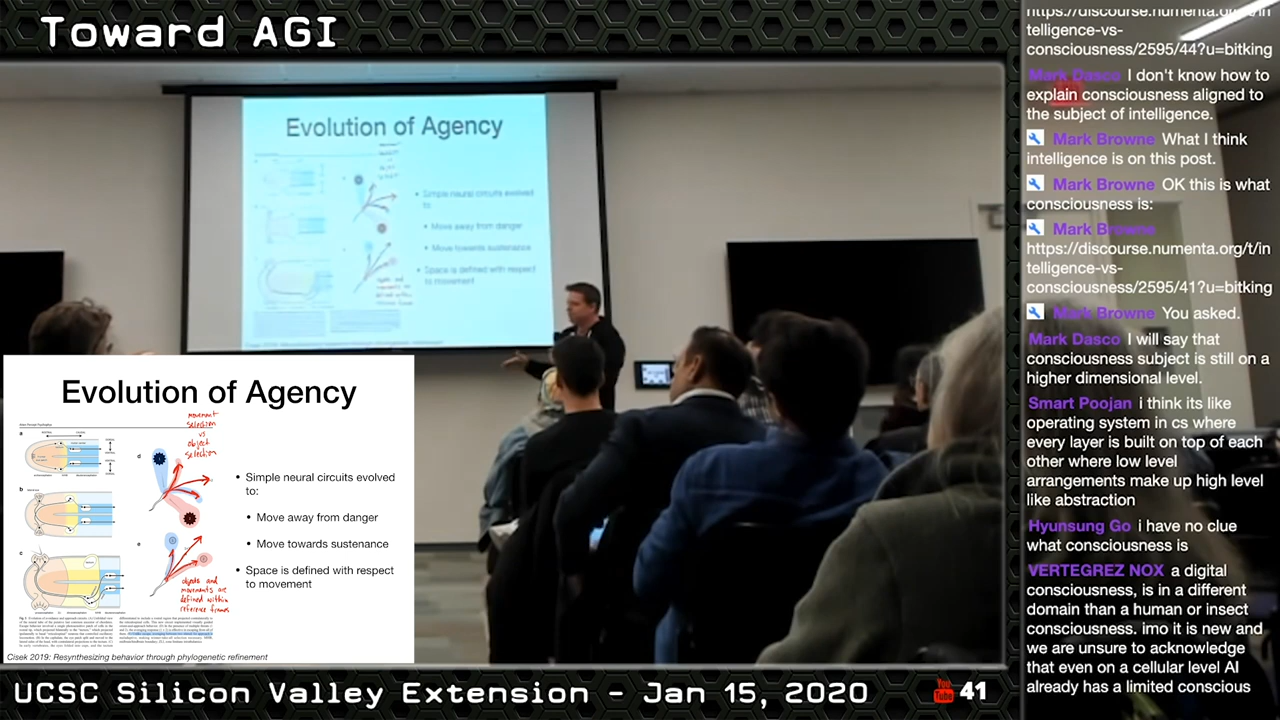 Toward AGI
Evolution of Agency
Simple neural circuits evolved
to:
Move away from danger
Move towards sustenance
Space is defined with respect
to movement
Evolution of Agency
movement
selection
vs
object
selection
a
b
c
d
e
• Simple neural circuits evolved
to:
• Move away from danger
• Move towards sustenance
• Space is defined with respect
to movement
objects and
movements are
defined within
reference frames
Cisek 2019: Resynthesizing behavior through phylogenetic refinement
UCSC Silicon Valley Extension - Jan 15, 2020
You
Tube
41
telligence-vs-
consciousness/2595/44?u=bitking
Mark Dasco I don't know how to
explain consciousness aligned to
the subject of intelligence.
Mark Browne What I think
intelligence is on this post.
Mark Browne OK this is what
consciousness is:
Mark Browne
https://discourse.numenta.org/t/in
telligence-vs-
consciousness/2595/41?u=bitking
Mark Browne You asked.
Mark Dasco I will say that
consciousness subject is still on a
higher dimensional level.
Smart Poojan i think its like
operating system in cs where
every layer is built on top of each
other where low level
arrangements make up high level
like abstraction
Hyunsung Go i have no clue
what consciousness is
VERTEGREZ NOX a digital
consciousness, is in a different
domain than a human or insect
consciousness. imo it is new and
we are unsure to acknowledge
that even on a cellular level AI
already has a limited conscious